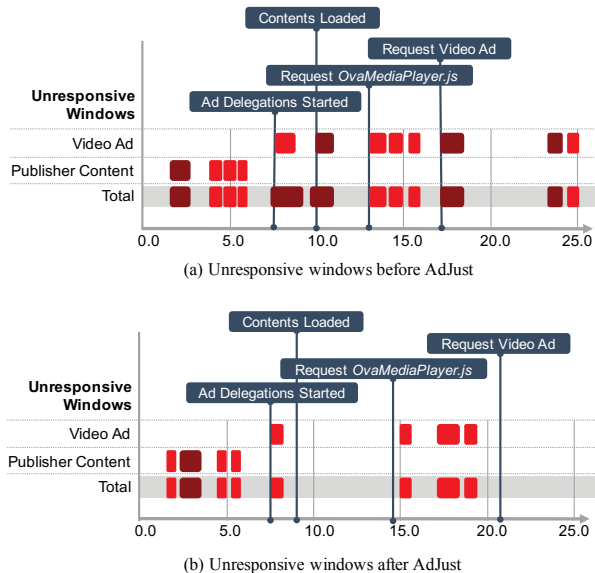 Contents Loaded
Request Video Ad
Request OvaMediaPlayer.js
Unresponsive
Windows
Ad Delegations Started
Video Ad
Publisher Content
Total
0.0 5.0 10.0 15.0 20.0 25.0
(a) Unresponsive windows before AdJust
Contents Loaded
Request Video Ad
Request OvaMediaPlayer.js
Unresponsive
Windows
Ad Delegations Started
Video Ad
Publisher Content
Total
0.0 5.0 10.0 15.0 20.0 25.0
(b) Unresponsive windows after AdJust